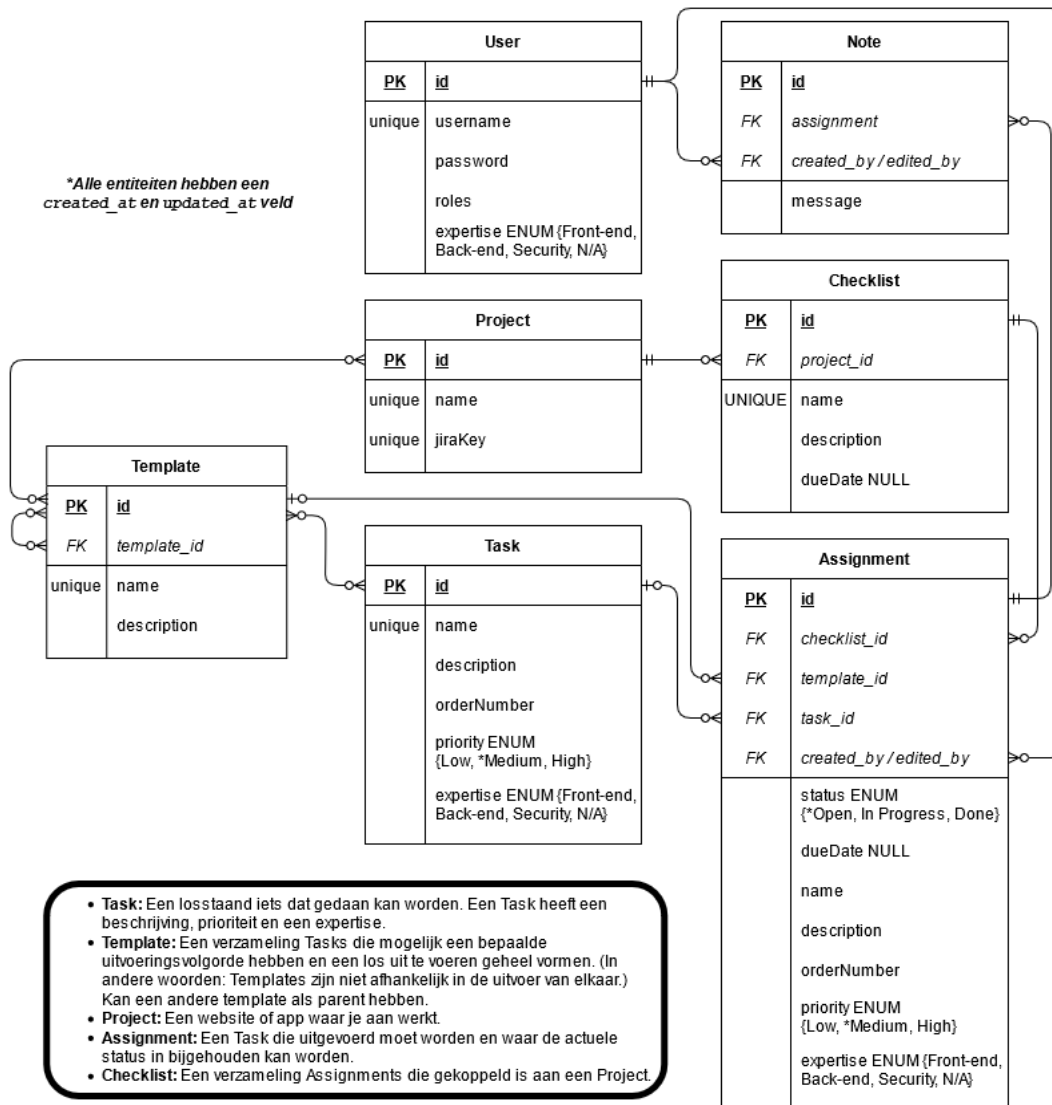 User
PK id
unique username
password
roles
expertise ENUM {Front-end,
Back-end, Security, N/A}
Note
PK id
FK assignment
FK created_by / edited_by
message
*Alle entiteiten hebben een
created_at en updated_at veld
Project
PK id
unique name
unique jiraKey
Checklist
PK id
FK project_id
UNIQUE name
description
dueDate NULL
Template
PK id
FK template_id
unique name
description
Task
PK id
unique name
description
orderNumber
priority ENUM
{Low, *Medium, High}
expertise ENUM {Front-end,
Back-end, Security, N/A}
Assignment
PK id
FK checklist_id
FK template_id
FK task_id
FK created_by / edited_by
status ENUM
{*Open, In Progress, Done}
dueDate NULL
name
description
orderNumber
priority ENUM
{Low, *Medium, High}
expertise ENUM {Front-end,
Back-end, Security, N/A}
• Task: Een losstaand iets dat gedaan kan worden. Een Task heeft een
beschrijving, prioriteit en een expertise.
• Template: Een verzameling Tasks die mogelijk een bepaalde
uitvoeringsvolgorde hebben en een los uit te voeren geheel vormen. (In
andere woorden: Templates zijn niet afhankelijk in de uitvoer van elkaar.)
Kan een andere template als parent hebben.
• Project: Een website of app waar je aan werkt.
• Assignment: Een Task die uitgevoerd moet worden en waar de actuele
status in bijgehouden kan worden.
• Checklist: Een verzameling Assignments die gekoppeld is aan een Project.